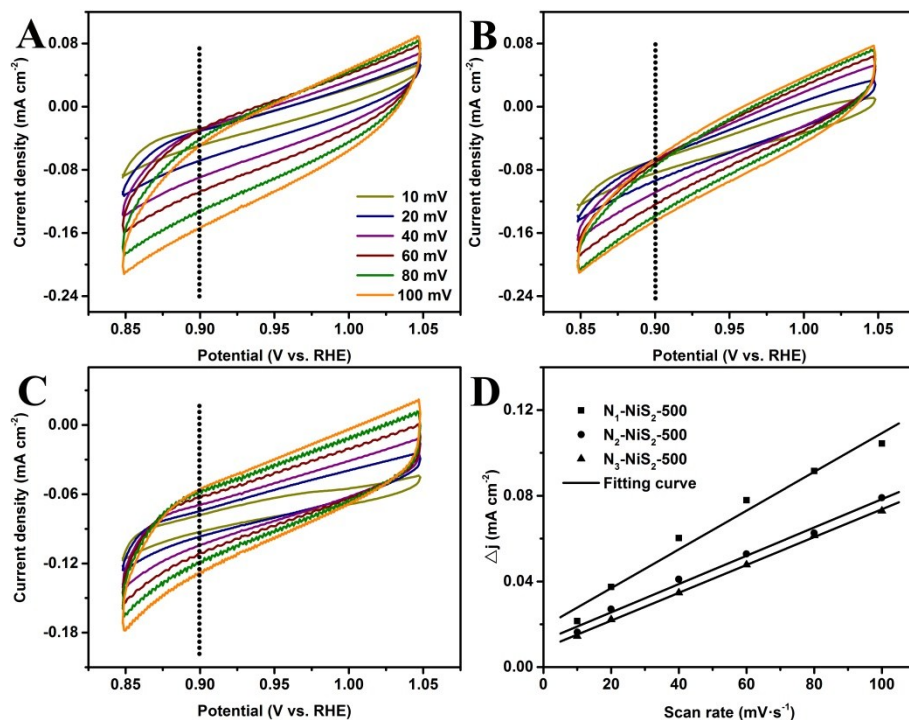 A
Current density (mA cm⁻²)
0.08
0.00
-0.08
-0.16
-0.24
10 mV
20 mV
40 mV
60 mV
80 mV
100 mV
0.85 0.90 0.95 1.00 1.05
Potential (V vs. RHE)
B
Current density (mA cm⁻²)
0.08
0.00
-0.08
-0.16
-0.24
0.85 0.90 0.95 1.00 1.05
Potential (V vs. RHE)
C
Current density (mA cm⁻²)
0.00
-0.06
-0.12
-0.18
0.85 0.90 0.95 1.00 1.05
Potential (V vs. RHE)
D
△j (mA cm⁻²)
0.12
0.08
0.04
0.00
N₁-NiS₂-500
N₂-NiS₂-500
N₃-NiS₂-500
Fitting curve
0 20 40 60 80 100
Scan rate (mV·s⁻¹)